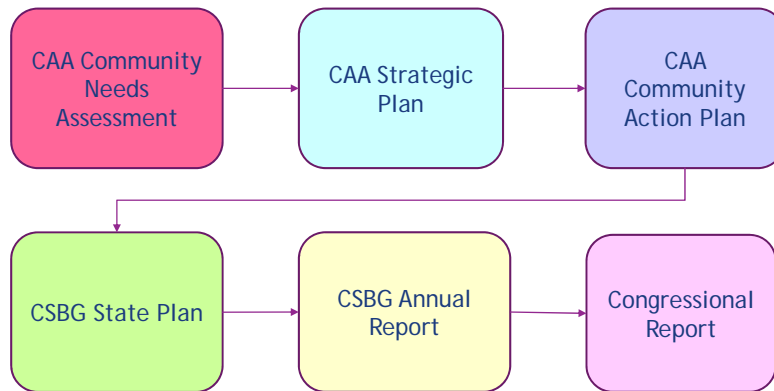 CAA Community
Needs
Assessment
CAA Strategic
Plan
CAA
Community
Action Plan
CSBG State Plan
CSBG Annual
Report
Congressional
Report